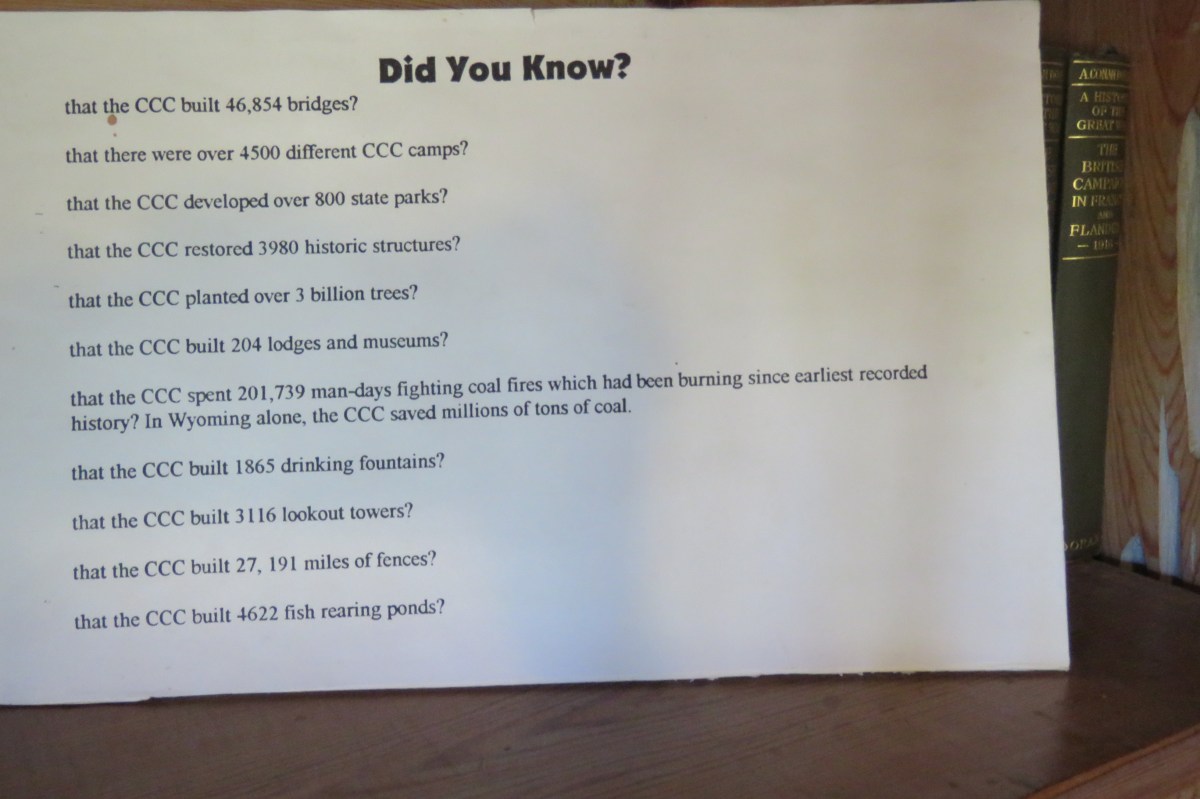 Did You Know?
that the CCC built 46,854 bridges?
that there were over 4500 different CCC camps?
that the CCC developed over 800 state parks?
that the CCC restored 3980 historic structures?
that the CCC planted over 3 billion trees?
that the CCC built 204 lodges and museums?
that the CCC spent 201,739 man-days fighting coal fires which had been burning since earliest recorded
history? In Wyoming alone, the CCC saved millions of tons of coal.
that the CCC built 1865 drinking fountains?
that the CCC built 3116 lookout towers?
that the CCC built 27, 191 miles of fences?
that the CCC built 4622 fish rearing ponds?
A
OF
THE
IN